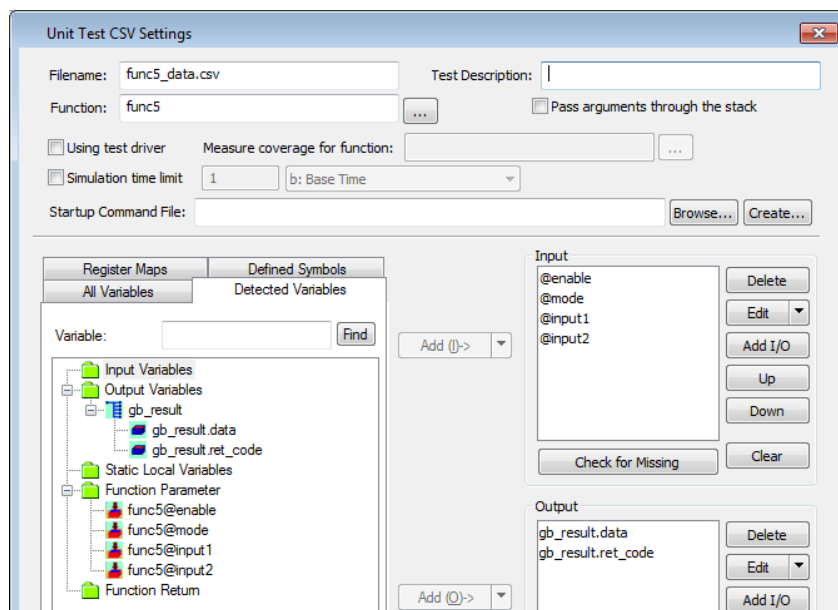 Unit Test CSV Settings
Filename: func5_data.csv Test Description:
Function: func5 ... Pass arguments through the stack
Using test driver Measure coverage for function: ...
Simulation time limit 1 b: Base Time
Startup Command File: Browse... Create...
Register Maps Defined Symbols
All Variables Detected Variables
Variable: Find
Input Variables
Output Variables
gb_result
gb_result.data
gb_result.ret_code
Static Local Variables
Function Parameter
func5@enable
func5@mode
func5@input1
func5@input2
Function Return
Add (I)->
Add (O)->
Input
@enable
@mode
@input1
@input2
Delete
Edit
Add I/O
Up
Down
Check for Missing Clear
Output
gb_result.data
gb_result.ret_code
Delete
Edit
Add I/O